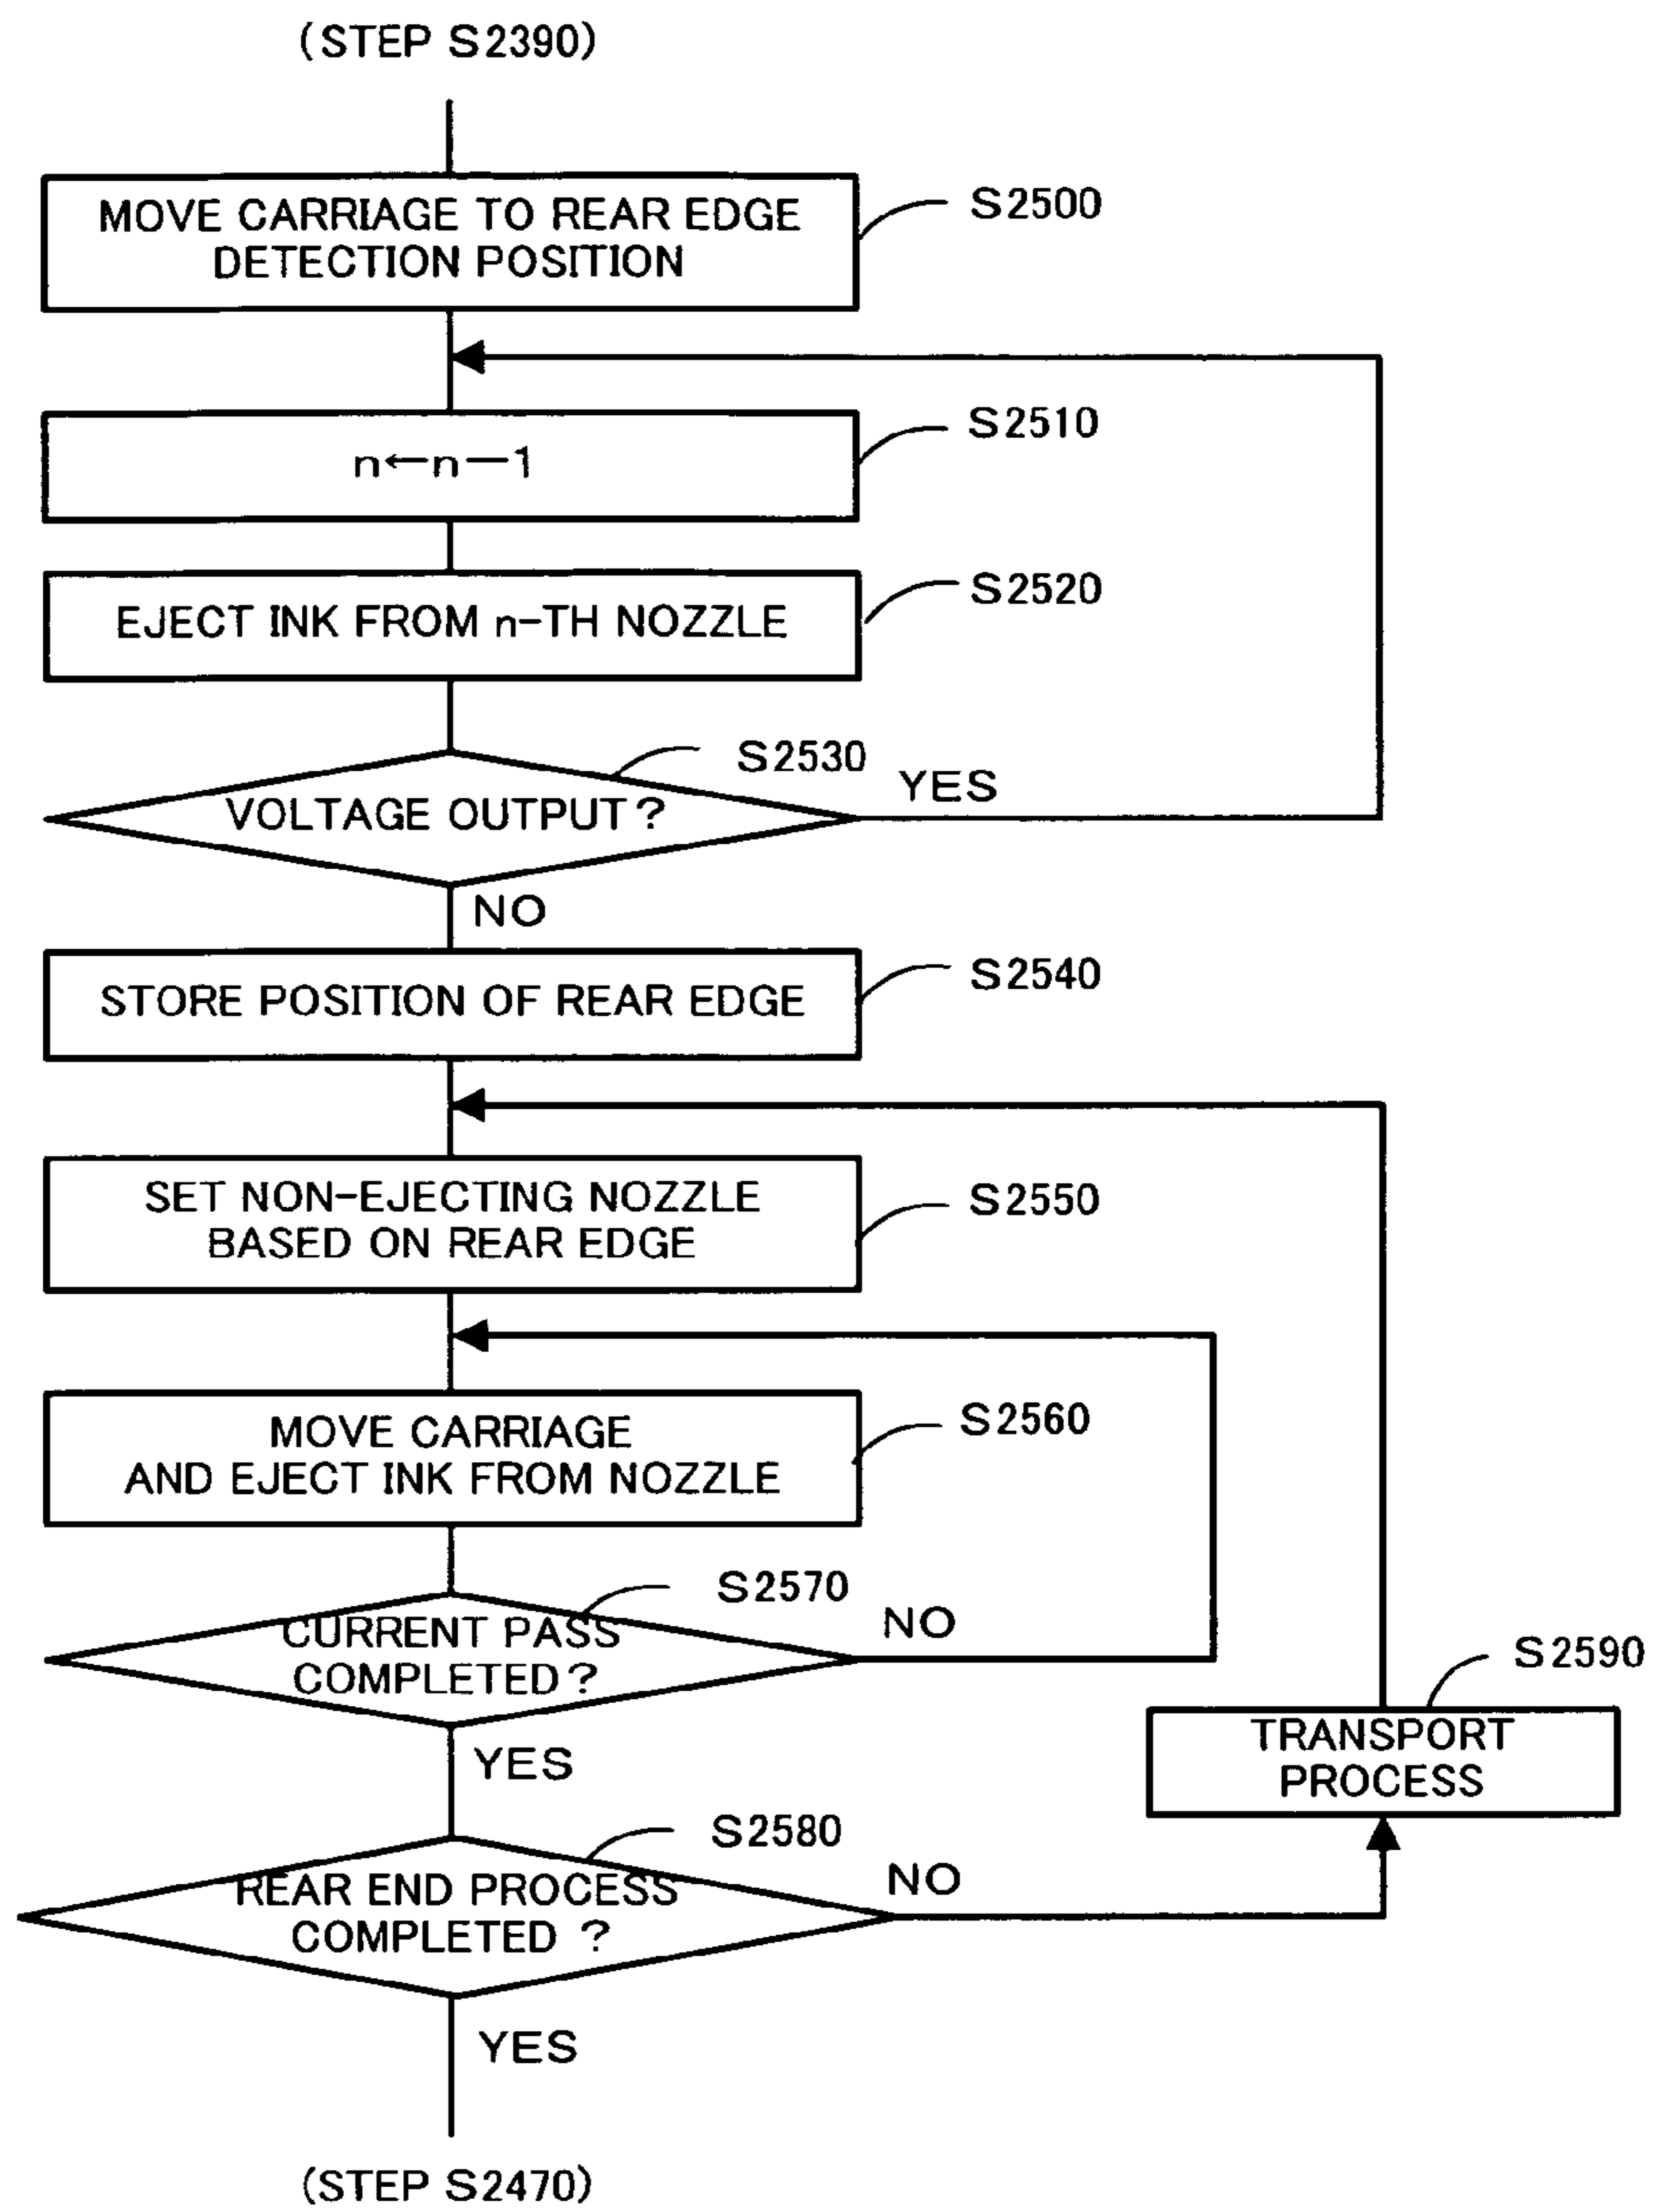 (STEP S2390)
MOVE CARRIAGE TO REAR EDGE
DETECTION POSITION
S2500
n←n−1
S2510
EJECT INK FROM n-TH NOZZLE
S2520
VOLTAGE OUTPUT?
S2530
YES
NO
STORE POSITION OF REAR EDGE
S2540
SET NON-EJECTING NOZZLE
BASED ON REAR EDGE
S2550
MOVE CARRIAGE
AND EJECT INK FROM NOZZLE
S2560
CURRENT PASS
COMPLETED?
S2570
NO
YES
TRANSPORT
PROCESS
S2590
REAR END PROCESS
COMPLETED ?
S2580
NO
YES
(STEP S2470)